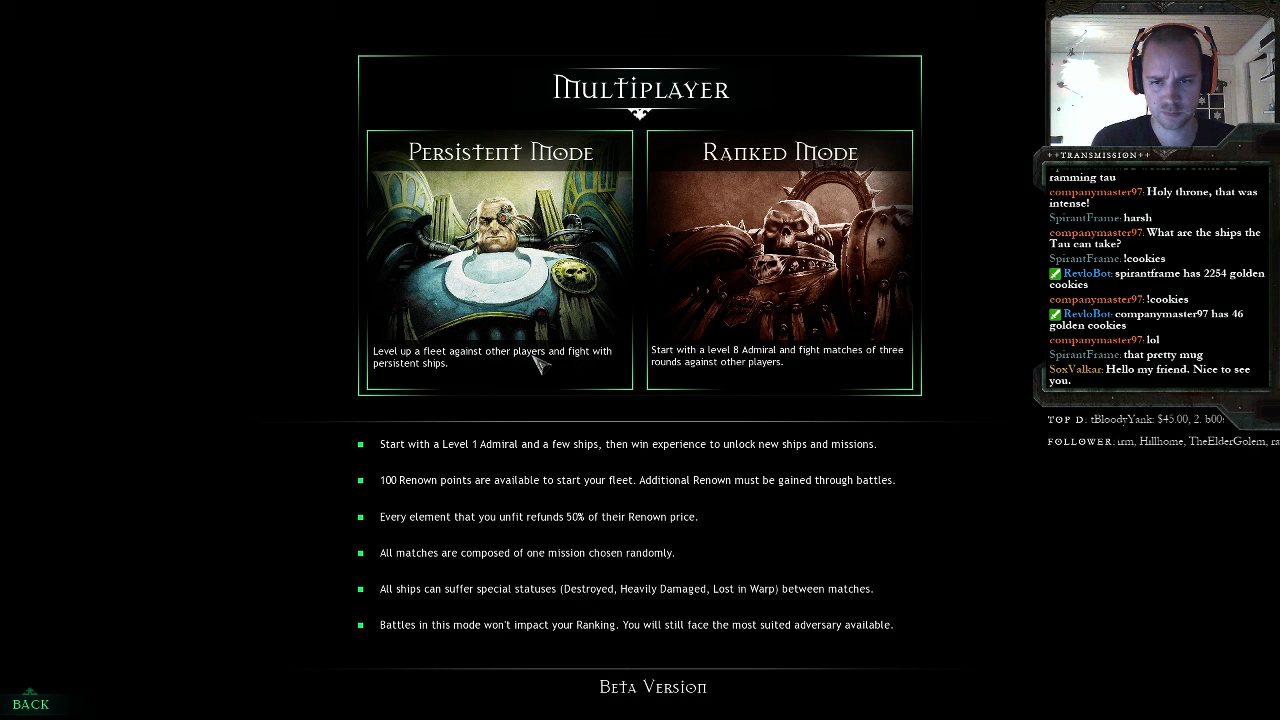 Multiplayer
Persistent Mode
Level up a fleet against other players and fight with
persistent ships.
Ranked Mode
Start with a level 8 Admiral and fight matches of three
rounds against other players.
Start with a Level 1 Admiral and a few ships, then win experience to unlock new ships and missions.
100 Renown points are available to start your fleet. Additional Renown must be gained through battles.
Every element that you unfit refunds 50% of their Renown price.
All matches are composed of one mission chosen randomly.
All ships can suffer special statuses (Destroyed, Heavily Damaged, Lost in Warp) between matches.
Battles in this mode won't impact your Ranking. You will still face the most suited adversary available.
Beta Version
BACK
++TRANSMISSION++
ramming tau
companymaster97: Holy throne, that was
intense!
SpirantFrame: harsh
companymaster97: What are the ships the
Tau can take?
SpirantFrame: !cookies
RevloBot: spirantframe has 2254 golden
cookies
companymaster97: !cookies
RevloBot: companymaster97 has 46
golden cookies
companymaster97: lol
SpirantFrame: that pretty mug
SoxValkar: Hello my friend. Nice to see
you.
TOP D: tBloodyYank: $45.00, 2. b00
FOLLOWER: Hillhome, TheElderGolem,